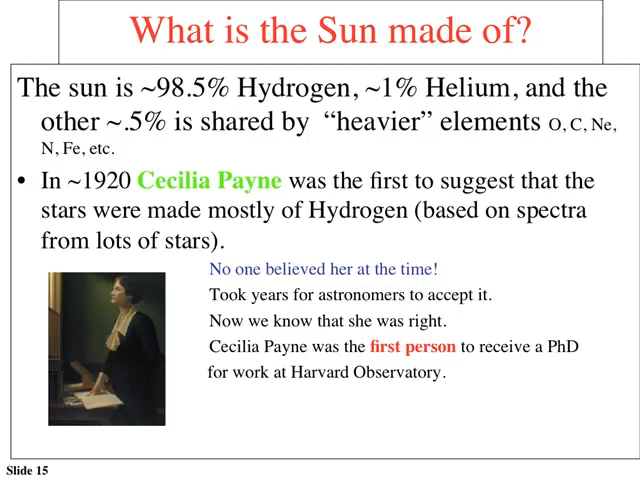 What is the Sun made of?
The sun is ~98.5% Hydrogen, ~1% Helium, and the
other ~.5% is shared by “heavier” elements O, C, Ne,
N, Fe, etc.
• In ~1920 Cecilia Payne was the first to suggest that the
stars were made mostly of Hydrogen (based on spectra
from lots of stars).
No one believed her at the time!
Took years for astronomers to accept it.
Now we know that she was right.
Cecilia Payne was the first person to receive a PhD
for work at Harvard Observatory.
Slide 15